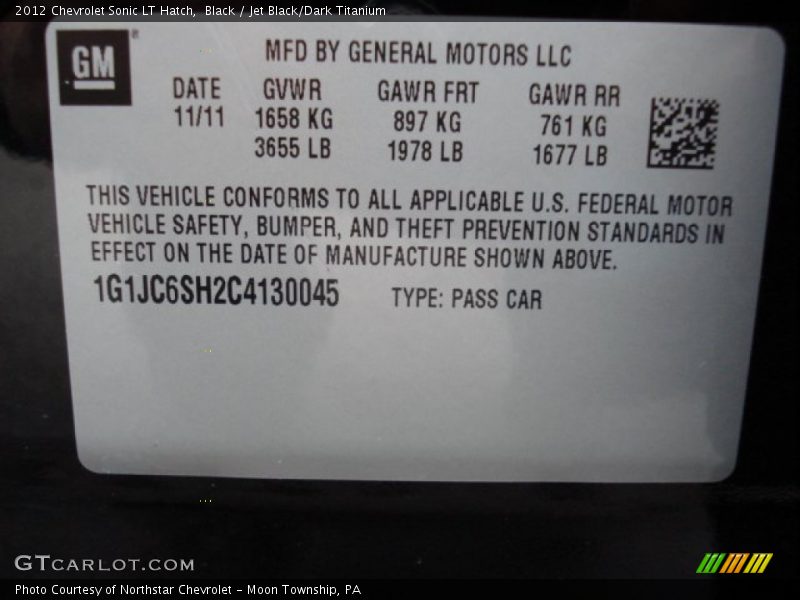 2012 Chevrolet Sonic LT Hatch,  Black / Jet Black/Dark Titanium
GM ®
MFD BY GENERAL MOTORS LLC
DATE GVWR GAWR FRT GAWR RR
11/11 1658 KG 897 KG 761 KG
3655 LB 1978 LB 1677 LB
THIS VEHICLE CONFORMS TO ALL APPLICABLE U.S. FEDERAL MOTOR
VEHICLE SAFETY, BUMPER, AND THEFT PREVENTION STANDARDS IN
EFFECT ON THE DATE OF MANUFACTURE SHOWN ABOVE.
1G1JC6SH2C4130045 TYPE: PASS CAR
GTCARLOT.COM
Photo Courtesy of Northstar Chevrolet - Moon Township, PA